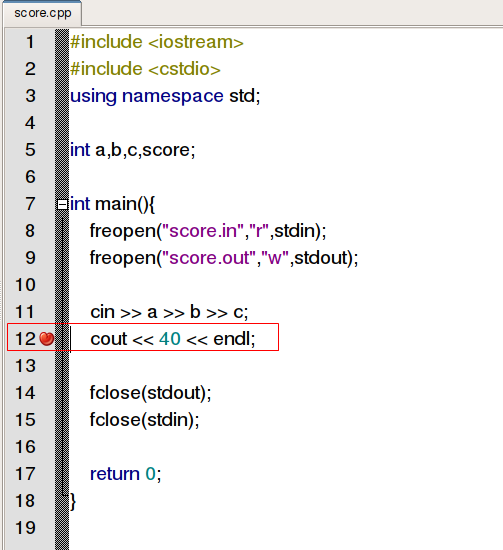 score.cpp
1 #include <iostream>
2 #include <cstdio>
3 using namespace std;
4
5 int a,b,c,score;
6
7 int main(){
8 freopen("score.in","r",stdin);
9 freopen("score.out","w",stdout);
10
11 cin >> a >> b >> c;
12 cout << 40 << endl;
13
14 fclose(stdout);
15 fclose(stdin);
16
17 return 0;
18 }
19